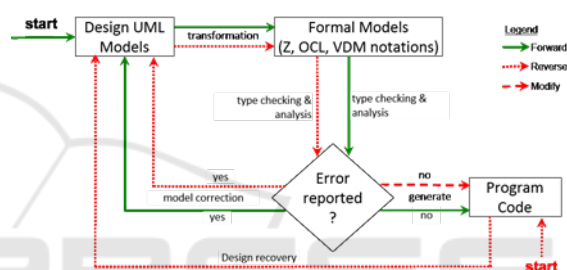 start
Design UML
Models
transformation
Formal Models
(Z, OCL, VDM notations)
Legend
Forward
Reverse
Modify
type checking &
analysis
type checking &
analysis
yes
model correction
yes
Error
reported
?
no
generate
no
Program
Code
Design recovery
start